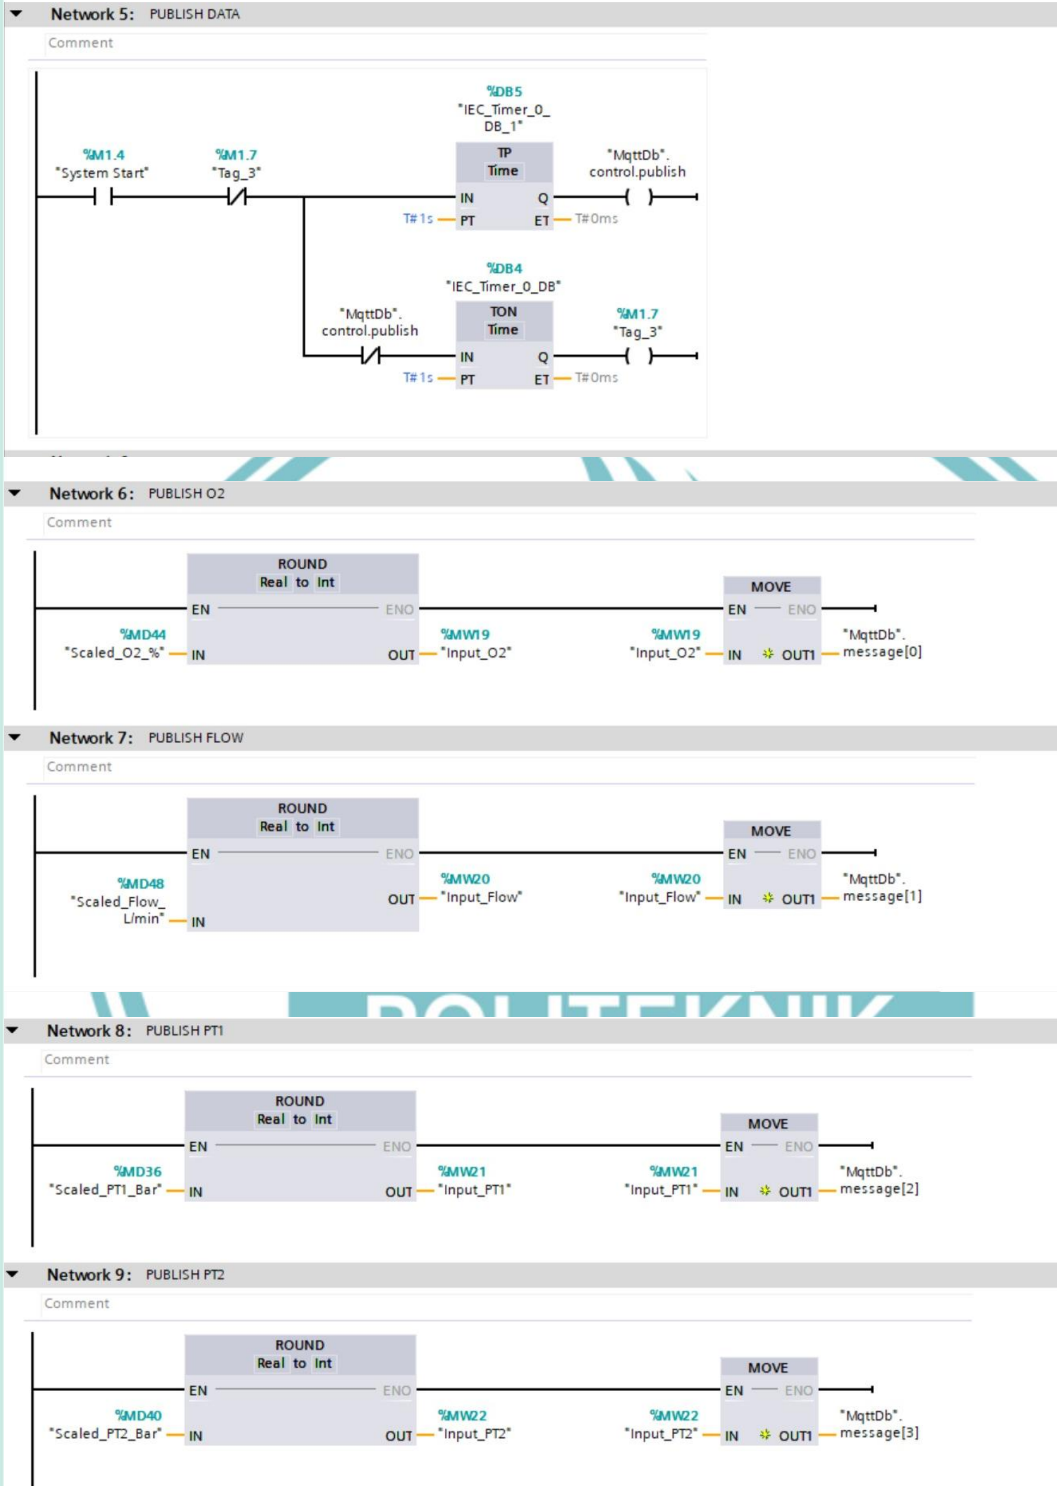 Network 5: PUBLISH DATA
Comment
%DB5
"IEC_Timer_0_
DB_1"
%M1.4
"System Start"
%M1.7
"Tag_3"
TP
Time
"MqttDb".
control.publish
IN
Q
T#1s
PT
ET
T#0ms
%DB4
"IEC_Timer_0_DB"
"MqttDb".
control.publish
TON
Time
%M1.7
"Tag_3"
IN
Q
T#1s
PT
ET
T#0ms
Network 6: PUBLISH O2
Comment
ROUND
Real to Int
MOVE
EN
ENO
EN
ENO
%MD44
"Scaled_O2_%"
IN
OUT
%MW19
"Input_O2"
%MW19
"Input_O2"
IN
OUT1
"MqttDb".
message[0]
Network 7: PUBLISH FLOW
Comment
ROUND
Real to Int
MOVE
EN
ENO
EN
ENO
%MD48
"Scaled_Flow_
L/min"
IN
OUT
%MW20
"Input_Flow"
%MW20
"Input_Flow"
IN
OUT1
"MqttDb".
message[1]
POLITEKNIK
Network 8: PUBLISH PT1
Comment
ROUND
Real to Int
MOVE
EN
ENO
EN
ENO
%MD36
"Scaled_PT1_Bar"
IN
OUT
%MW21
"Input_PT1"
%MW21
"Input_PT1"
IN
OUT1
"MqttDb".
message[2]
Network 9: PUBLISH PT2
Comment
ROUND
Real to Int
MOVE
EN
ENO
EN
ENO
%MD40
"Scaled_PT2_Bar"
IN
OUT
%MW22
"Input_PT2"
%MW22
"Input_PT2"
IN
OUT1
"MqttDb".
message[3]